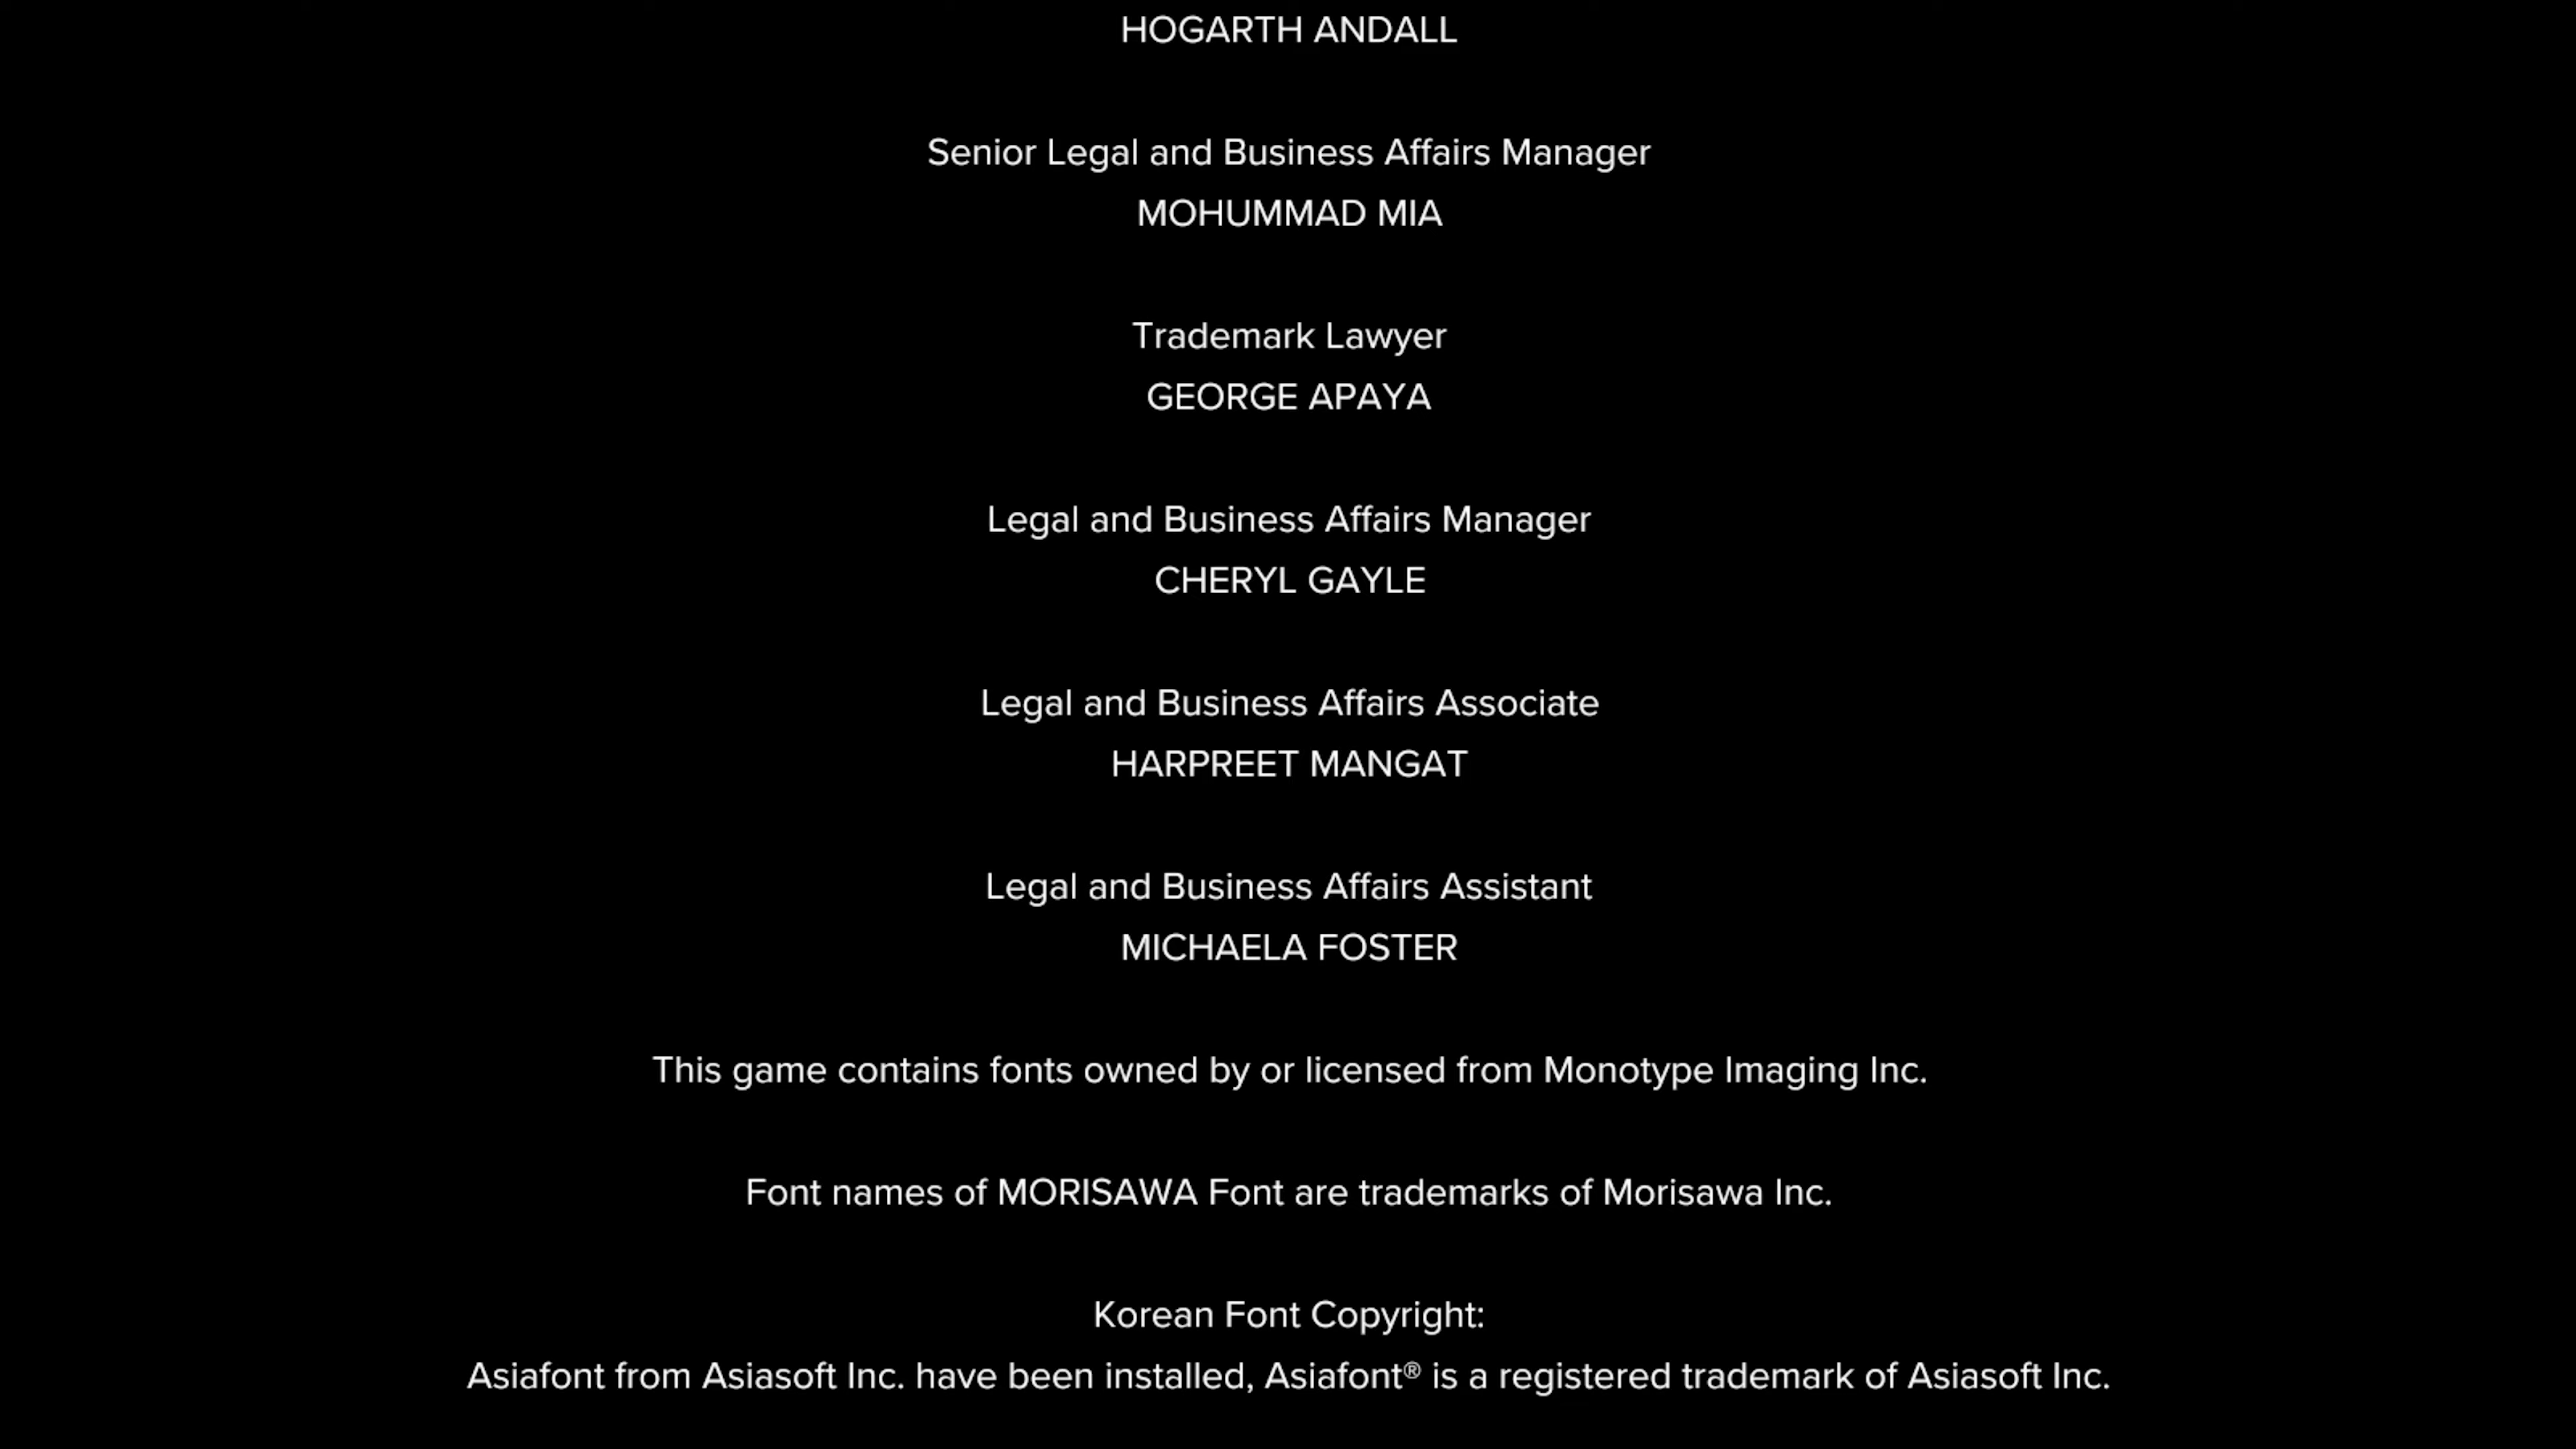 HOGARTH ANDALL
Senior Legal and Business Affairs Manager
MOHUMMAD MIA
Trademark Lawyer
GEORGE APAYA
Legal and Business Affairs Manager
CHERYL GAYLE
Legal and Business Affairs Associate
HARPREET MANGAT
Legal and Business Affairs Assistant
MICHAELA FOSTER
This game contains fonts owned by or licensed from Monotype Imaging Inc.
Font names of MORISAWA Font are trademarks of Morisawa Inc.
Korean Font Copyright:
Asiafont from Asiasoft Inc. have been installed, Asiafont® is a registered trademark of Asiasoft Inc.